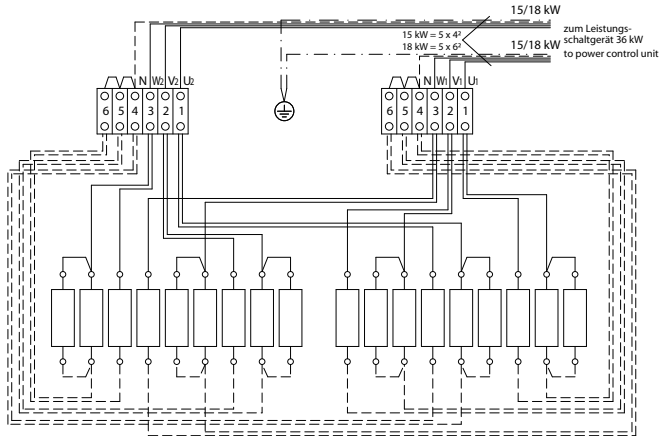 15/18 kW
15 kW = 5 x 4²
18 kW = 5 x 6²
15/18 kW
zum Leistungs-
schaltgerät 36 kW
to power control unit
N W2 V2 U2
6 5 4 3 2 1
N W1 V1 U1
6 5 4 3 2 1